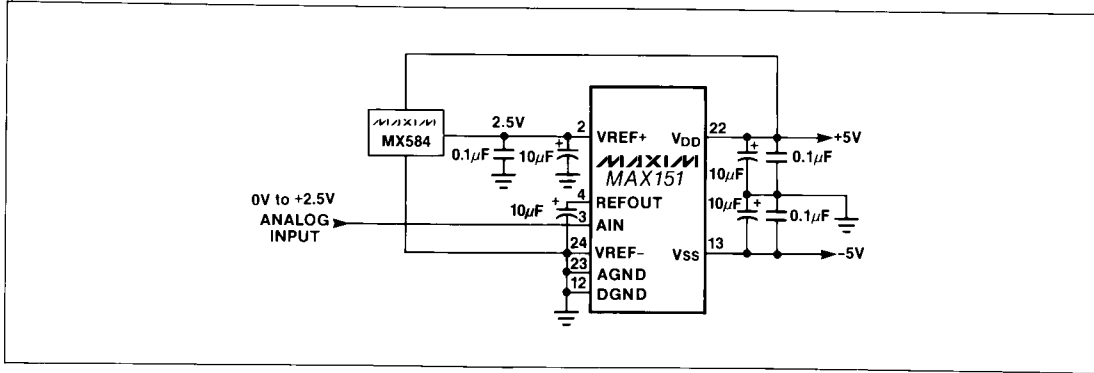 MAXIM
MX584
2.5V
0.1μF
10μF
+
2
VREF+
VDD
22
+5V
MAXIM
MAX151
+
10μF
0.1μF
0V to +2.5V
ANALOG
INPUT
10μF
+
4
REFOUT
3
AIN
10μF
+
0.1μF
24
VREF–
VSS
13
–5V
23
AGND
12
DGND